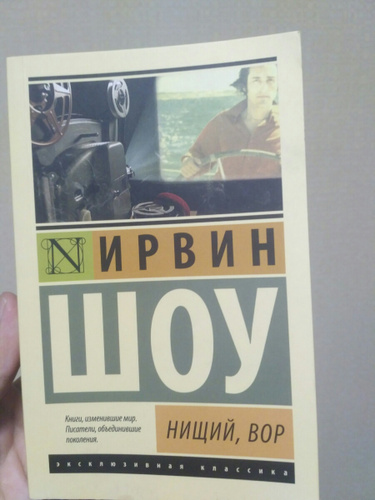 N ИРВИН
ШОУ
Книги, изменившие мир.
Писатели, объединившие
поколения.
НИЩИЙ, ВОР
эксклюзивная классика